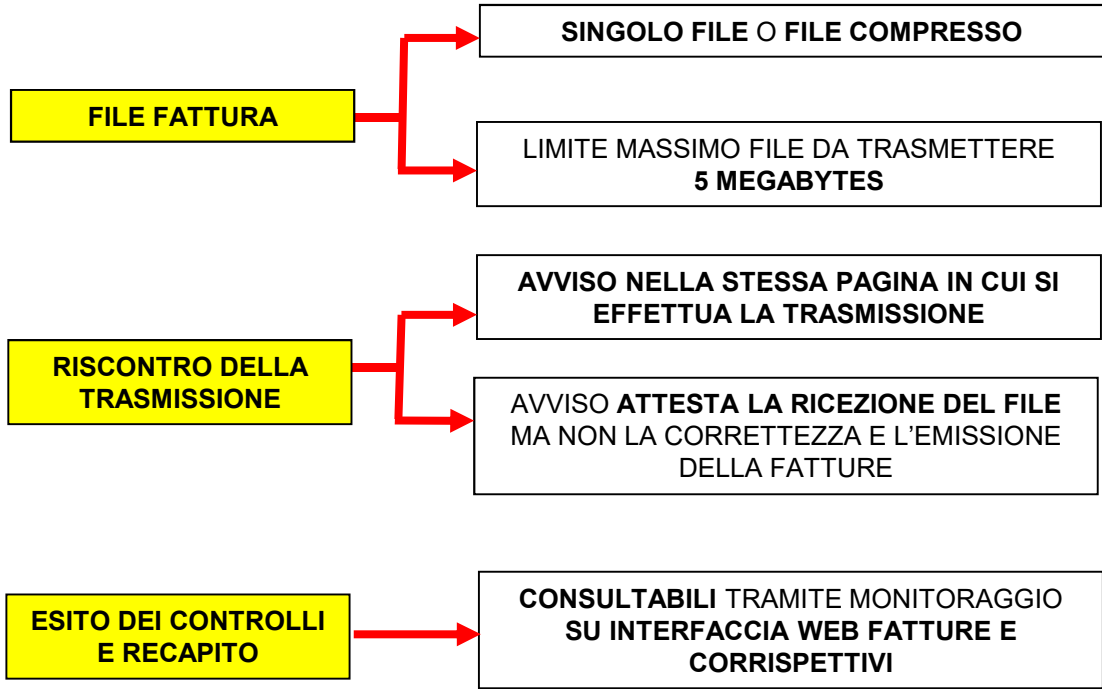 FILE FATTURA
SINGOLO FILE O FILE COMPRESSO
LIMITE MASSIMO FILE DA TRASMETTERE
5 MEGABYTES
RISCONTRO DELLA
TRASMISSIONE
AVVISO NELLA STESSA PAGINA IN CUI SI
EFFETTUA LA TRASMISSIONE
AVVISO ATTESTA LA RICEZIONE DEL FILE
MA NON LA CORRETTEZZA E L’EMISSIONE
DELLA FATTURE
ESITO DEI CONTROLLI
E RECAPITO
CONSULTABILI TRAMITE MONITORAGGIO
SU INTERFACCIA WEB FATTURE E
CORRISPETTIVI